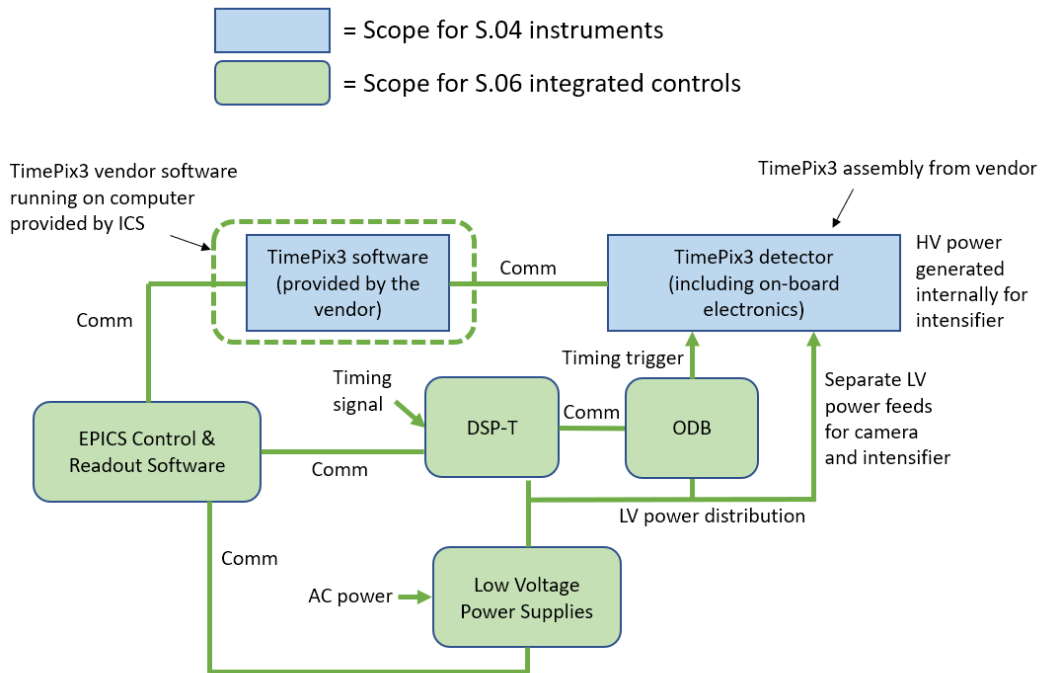 = Scope for S.04 instruments
= Scope for S.06 integrated controls
TimePix3 vendor software
running on computer
provided by ICS
TimePix3 assembly from vendor
TimePix3 software
(provided by the
vendor)
Comm
TimePix3 detector
(including on-board
electronics)
HV power
generated
internally for
intensifier
Comm
Timing trigger
Timing
signal
DSP-T
Comm
ODB
Separate LV
power feeds
for camera
and intensifier
EPICS Control &
Readout Software
Comm
LV power distribution
Comm
AC power
Low Voltage
Power Supplies